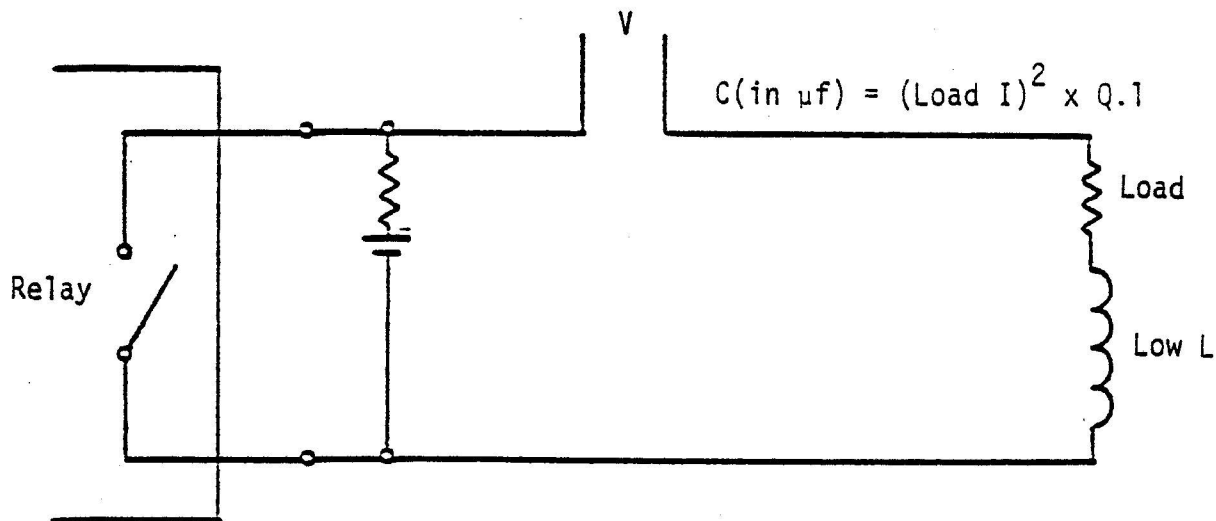 V
C(in µf) = (Load I)² x Q.1
Load
Relay
Low L